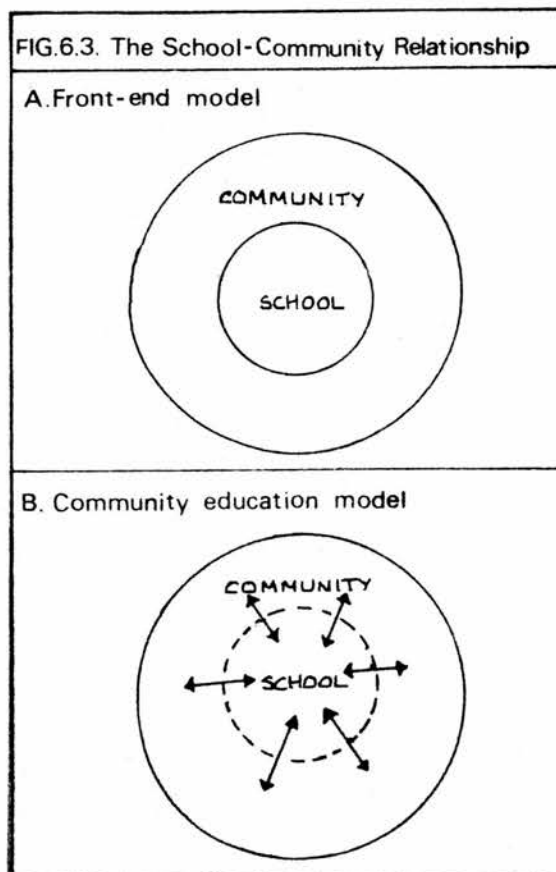 FIG.6.3. The School-Community Relationship
A.Front-end model
COMMUNITY
SCHOOL
B. Community education model
COMMUNITY
SCHOOL